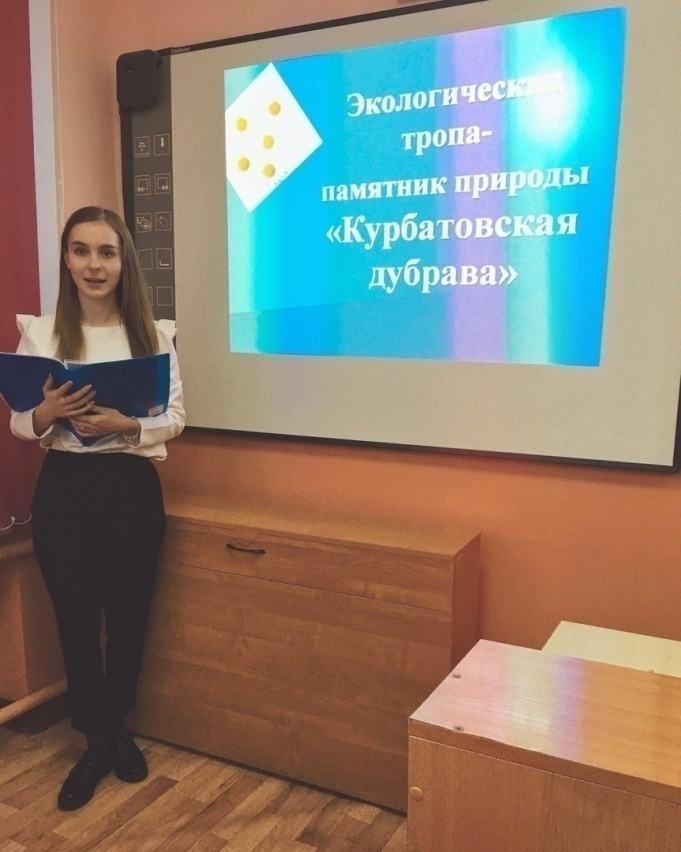 Экологическая
тропа-
памятник природы
«Курбатовская
дубрава»